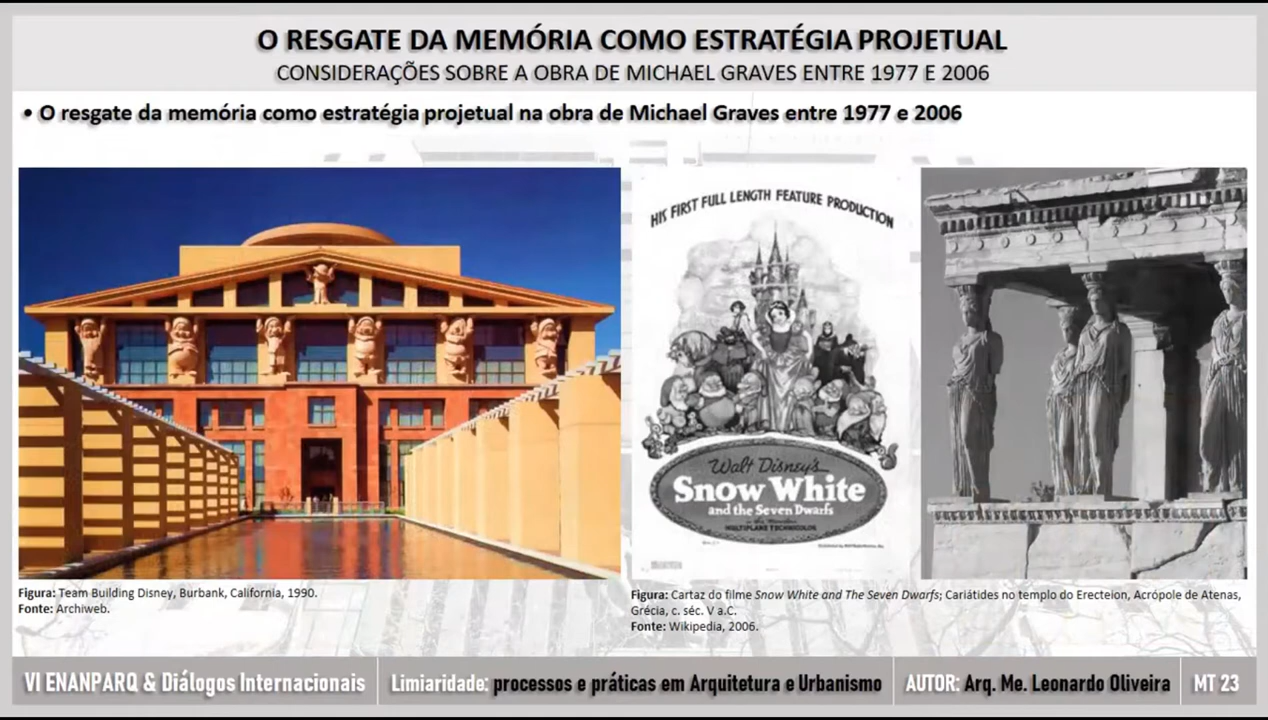 O RESGATE DA MEMÓRIA COMO ESTRATÉGIA PROJETUAL
CONSIDERAÇÕES SOBRE A OBRA DE MICHAEL GRAVES ENTRE 1977 E 2006
• O resgate da memória como estratégia projetual na obra de Michael Graves entre 1977 e 2006
HIS FIRST FULL LENGTH FEATURE PRODUCTION
Walt Disney's
Snow White
and the Seven Dwarfs
MULTIPLANE TECHNICOLOR
Figura: Team Building Disney, Burbank, California, 1990.
Fonte: Archiweb.
Figura: Cartaz do filme Snow White and The Seven Dwarfs; Cariátides no templo do Erecteion, Acrópole de Atenas,
Grécia, c. séc. V a.C.
Fonte: Wikipedia, 2006.
VI ENANPARQ & Diálogos Internacionais
Limiaridade: processos e práticas em Arquitetura e Urbanismo
AUTOR: Arq. Me. Leonardo Oliveira
MT 23